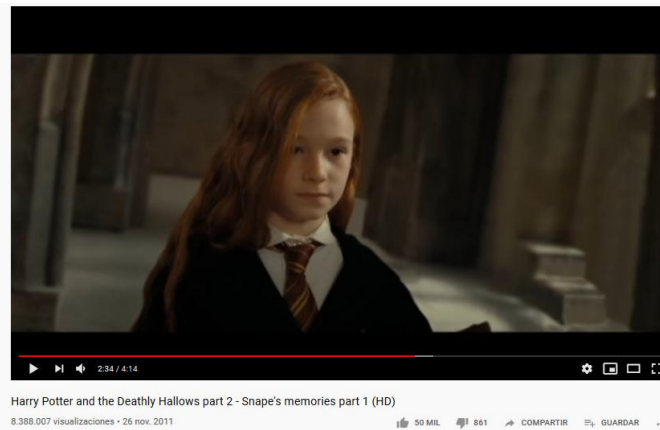 2:34 / 4:14
Harry Potter and the Deathly Hallows part 2 - Snape's memories part 1 (HD)
8.388.007 visualizaciones • 26 nov. 2011 50 MIL 861 COMPARTIR GUARDAR